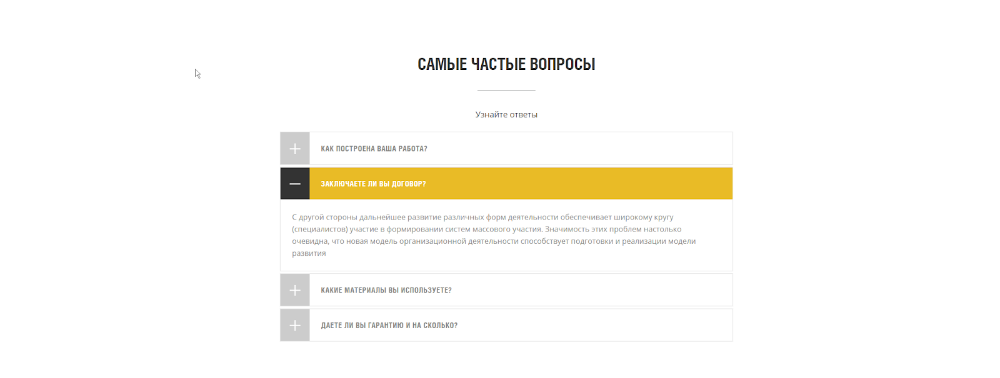 САМЫЕ ЧАСТЫЕ ВОПРОСЫ
Узнайте ответы
КАК ПОСТРОЕНА ВАША РАБОТА?
ЗАКЛЮЧАЕТЕ ЛИ ВЫ ДОГОВОР?
С другой стороны дальнейшее развитие различных форм деятельности обеспечивает широкому кругу
(специалистов) участие в формировании систем массового участия. Значимость этих проблем настолько
очевидна, что новая модель организационной деятельности способствует подготовки и реализации модели
развития
КАКИЕ МАТЕРИАЛЫ ВЫ ИСПОЛЬЗУЕТЕ?
ДАЕТЕ ЛИ ВЫ ГАРАНТИЮ И НА СКОЛЬКО?